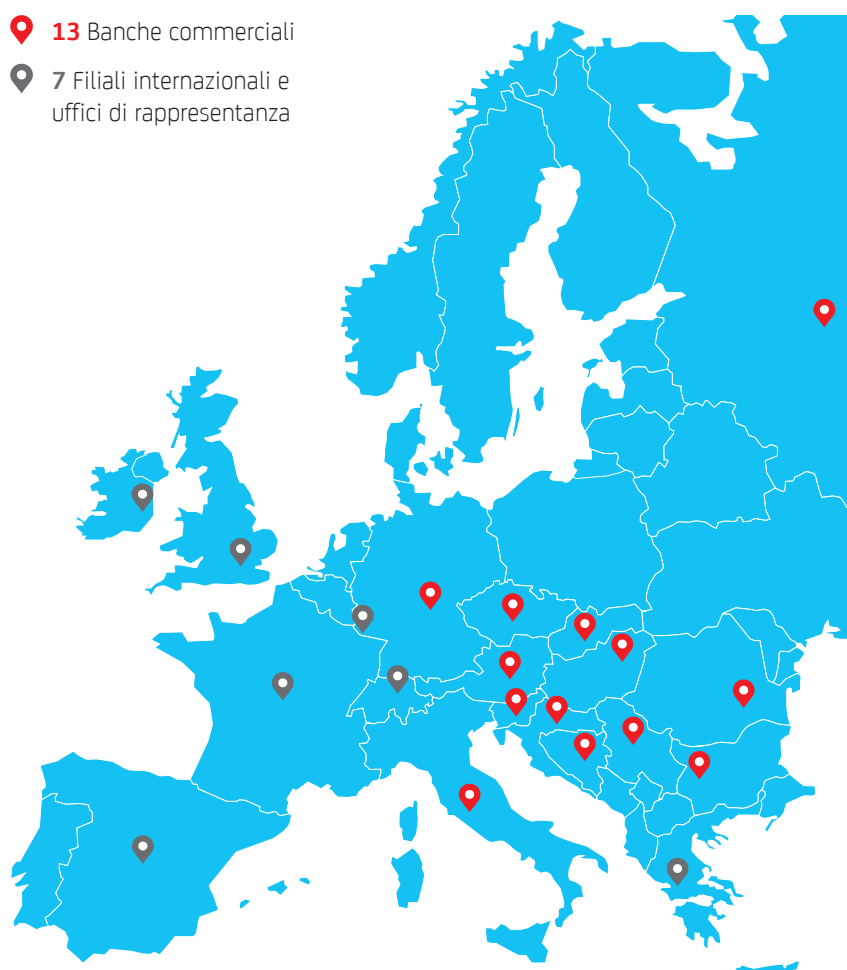 13 Banche commerciali
7 Filiali internazionali e
uffici di rappresentanza